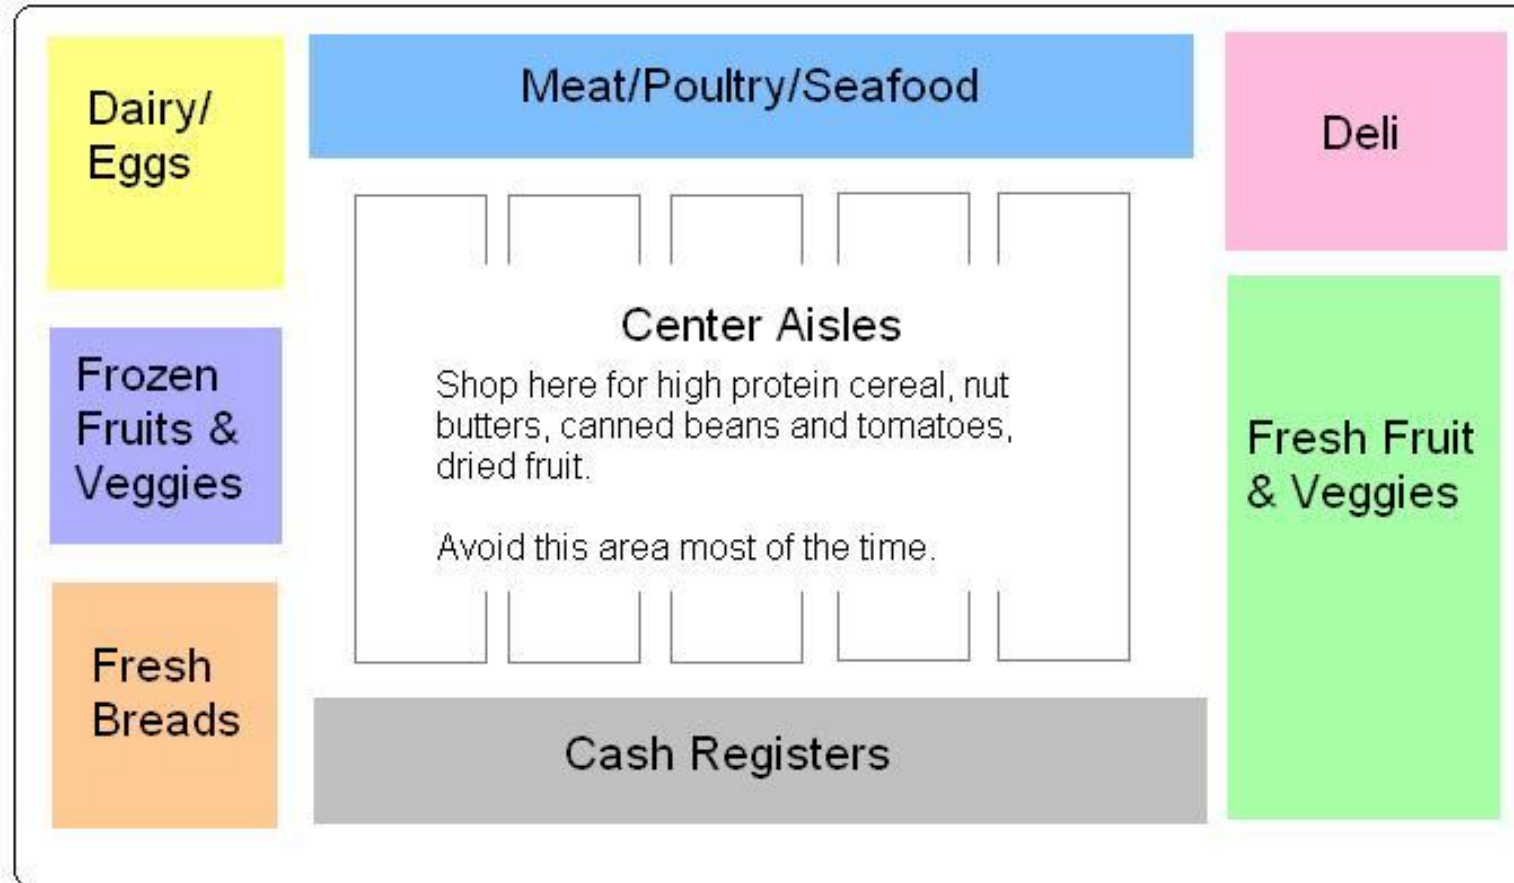 Dairy/
Eggs
Meat/Poultry/Seafood
Deli
Frozen
Fruits &
Veggies
Center Aisles
Shop here for high protein cereal, nut
butters, canned beans and tomatoes,
dried fruit.
Avoid this area most of the time.
Fresh Fruit
& Veggies
Fresh
Breads
Cash Registers